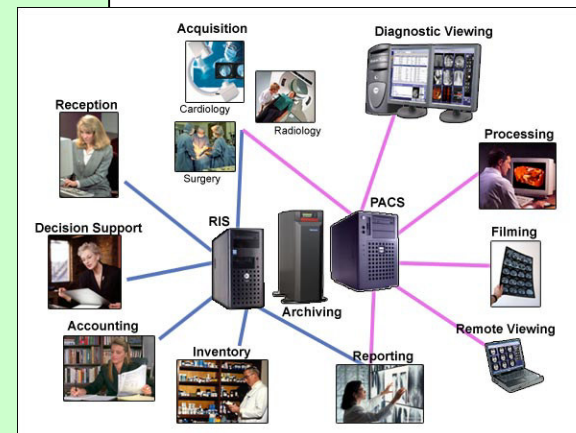 Acquisition
Diagnostic Viewing
Cardiology
Reception
Radiology
Processing
Surgery
RIS
PACS
Decision Support
Filming
Archiving
Accounting
Remote Viewing
Inventory
Reporting